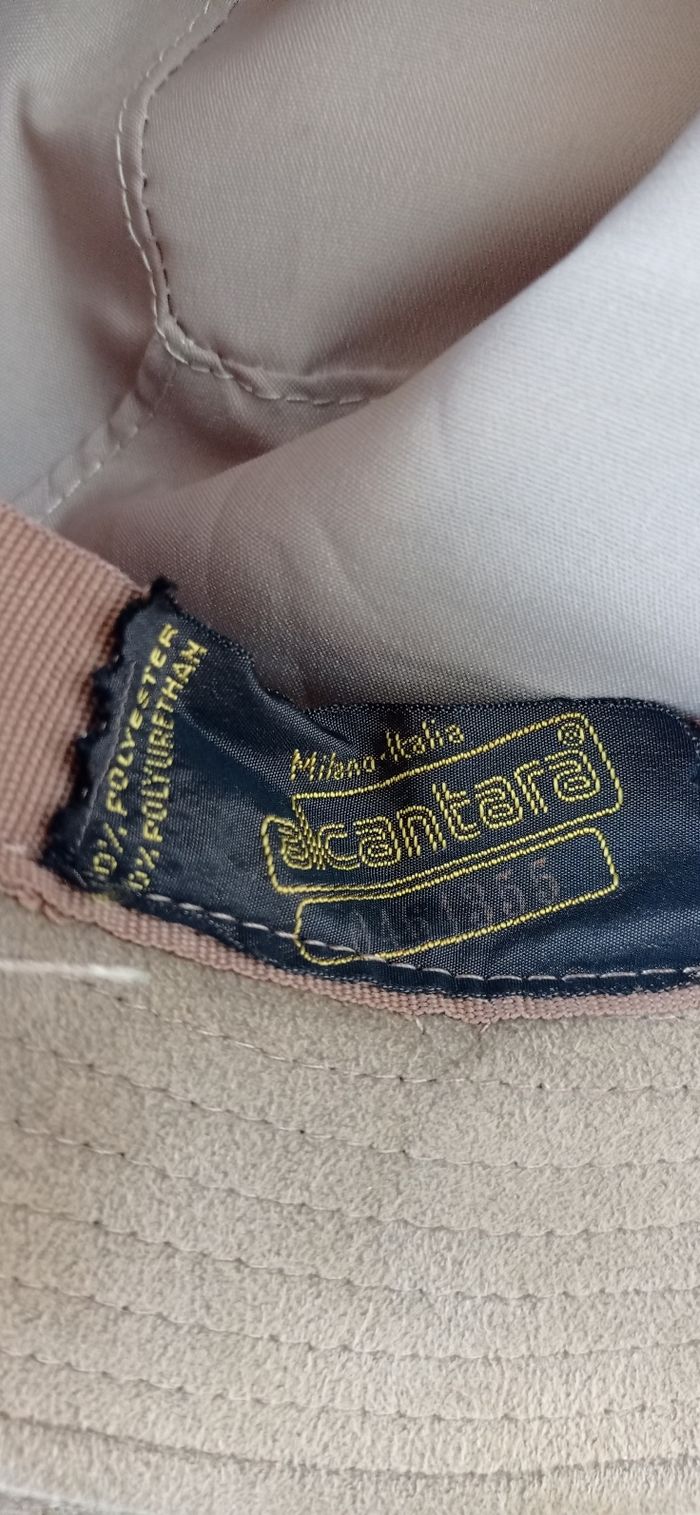 Milano-Italia
alcantara®
% POLYESTER
% POLYURETHAN